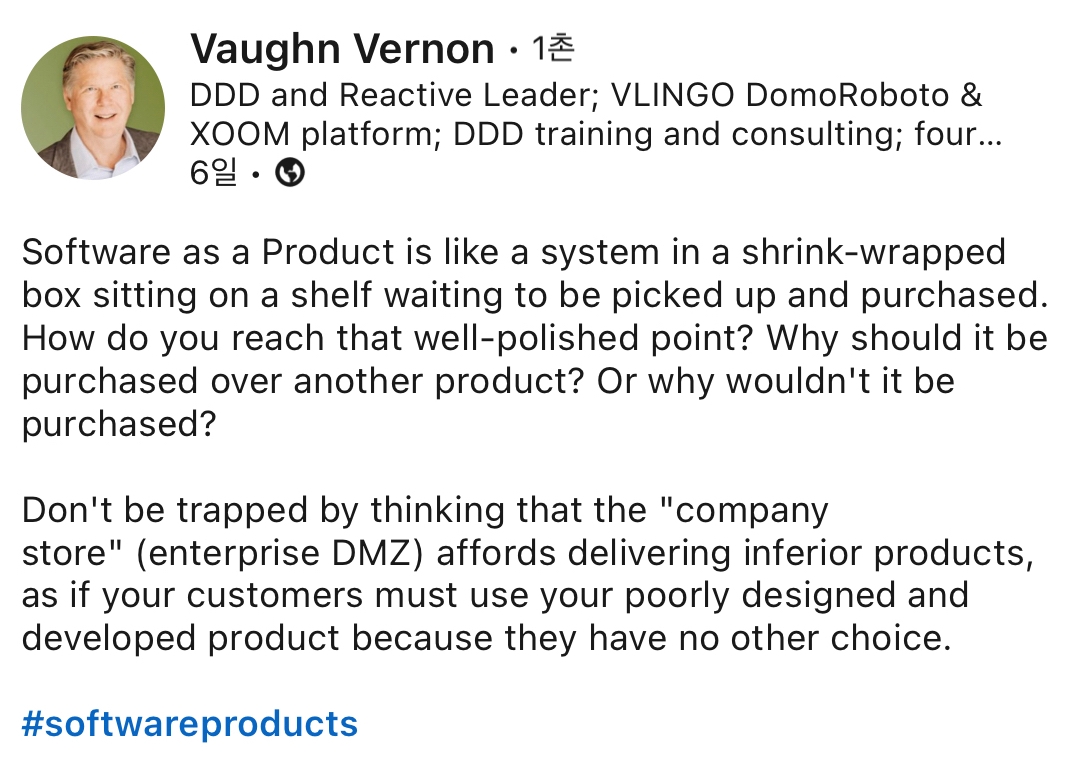 Vaughn Vernon · 1촌
DDD and Reactive Leader; VLINGO DomoRoboto &
XOOM platform; DDD training and consulting; four...
6일 ·
Software as a Product is like a system in a shrink-wrapped
box sitting on a shelf waiting to be picked up and purchased.
How do you reach that well-polished point? Why should it be
purchased over another product? Or why wouldn't it be
purchased?
Don't be trapped by thinking that the "company
store" (enterprise DMZ) affords delivering inferior products,
as if your customers must use your poorly designed and
developed product because they have no other choice.
#softwareproducts